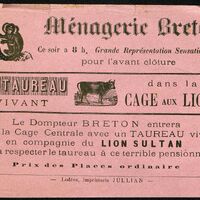 Ménagerie Bret
Ce soir à 8 h, Grande Représentation Sensati
pour l'avant clôture
TAUREAU
VIVANT
dans la
CAGE AUX LIO
Le Dompteur BRETON entrera
la Cage Centrale avec un TAUREAU vi
en compagnie du LION SULTAN
a respecter le taureau à ce terrible pensionn
Prix des Places ordinaire
Lodève, Imprimerie JULLIAN